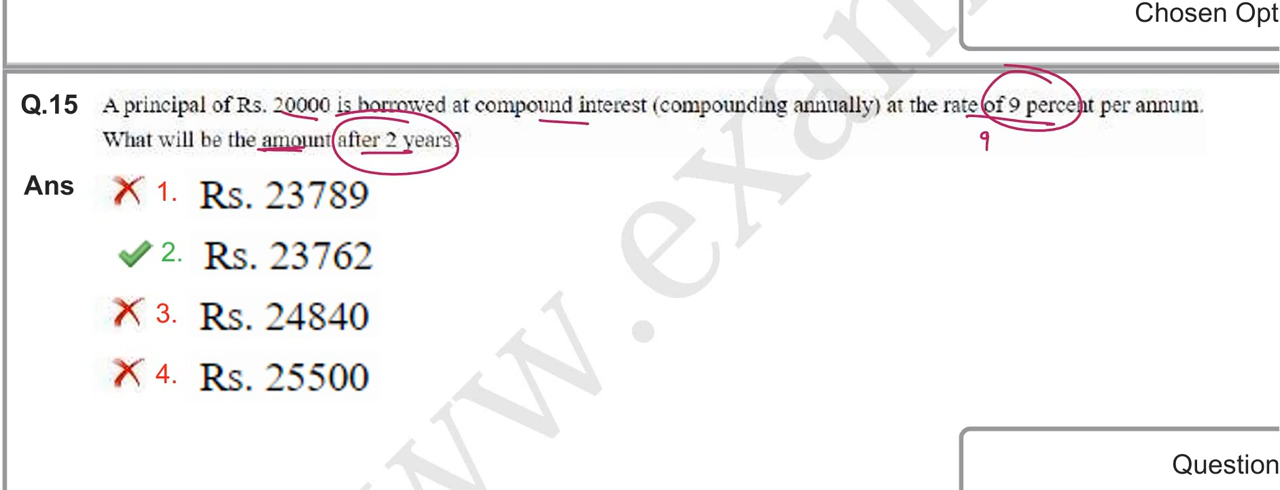 Chosen Opt
Q.15 A principal of Rs. 20000 is borrowed at compound interest (compounding annually) at the rate of 9 percent per annum.
What will be the amount after 2 years?
9
Ans 1. Rs. 23789
2. Rs. 23762
3. Rs. 24840
4. Rs. 25500
Question
www.exam